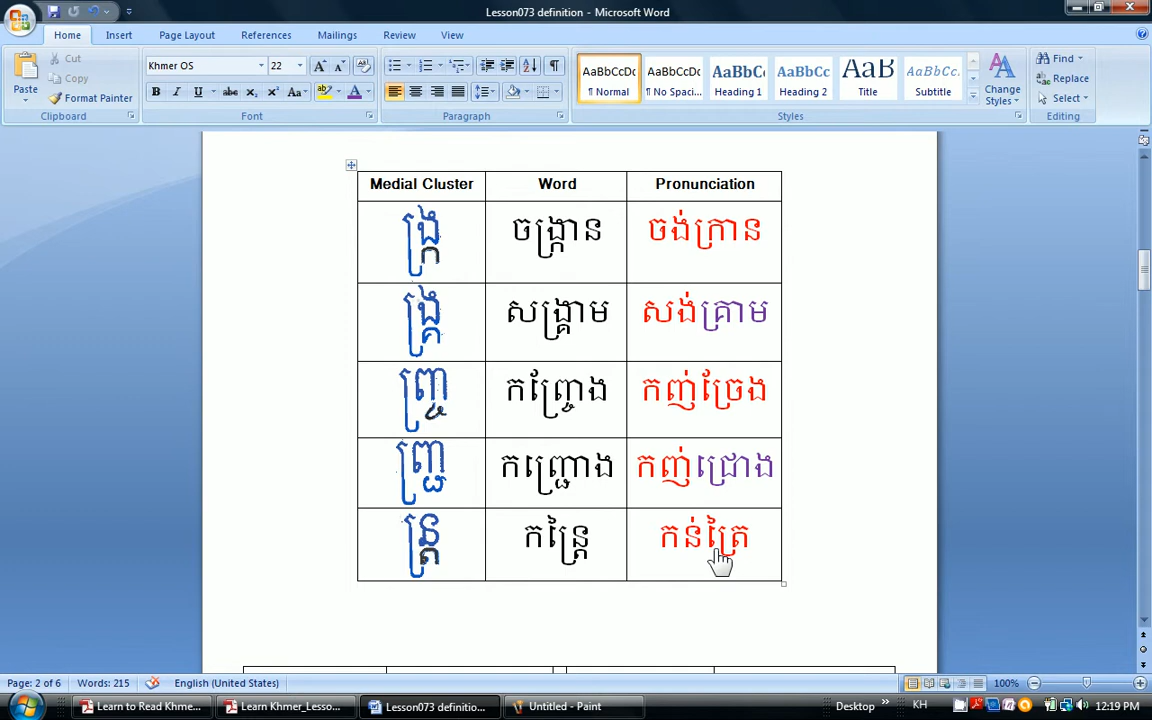 Lesson073 definition - Microsoft Word
Home Insert Page Layout References Mailings Review View
Paste Cut Copy Format Painter
Khmer OS 22
AaBbCcDc AaBbCcDc AaBbCc AaBbCc AaB AaBbCc.
¶ Normal ¶ No Spaci... Heading 1 Heading 2 Title Subtitle
Change Styles
Find Replace Select
Clipboard Font Paragraph Styles Editing
Medial Cluster Word Pronunciation
ង្ក្រ ចង្ក្រាន ចង់ក្រាន
ង្គ្រ សង្គ្រាម សង់គ្រាម
ញ្ច្រ កញ្ច្រែង កញ់ច្រែង
ញ្ជ្រ កញ្ជ្រោង កញ់ជ្រោង
ន្ត្រ កន្ត្រៃ កន់ត្រៃ
Page: 2 of 6 Words: 215 English (United States) 100%
Learn to Read Khme... Learn Khmer_Lesso... Lesson073 definitio... Untitled - Paint Desktop KH 12:19 PM